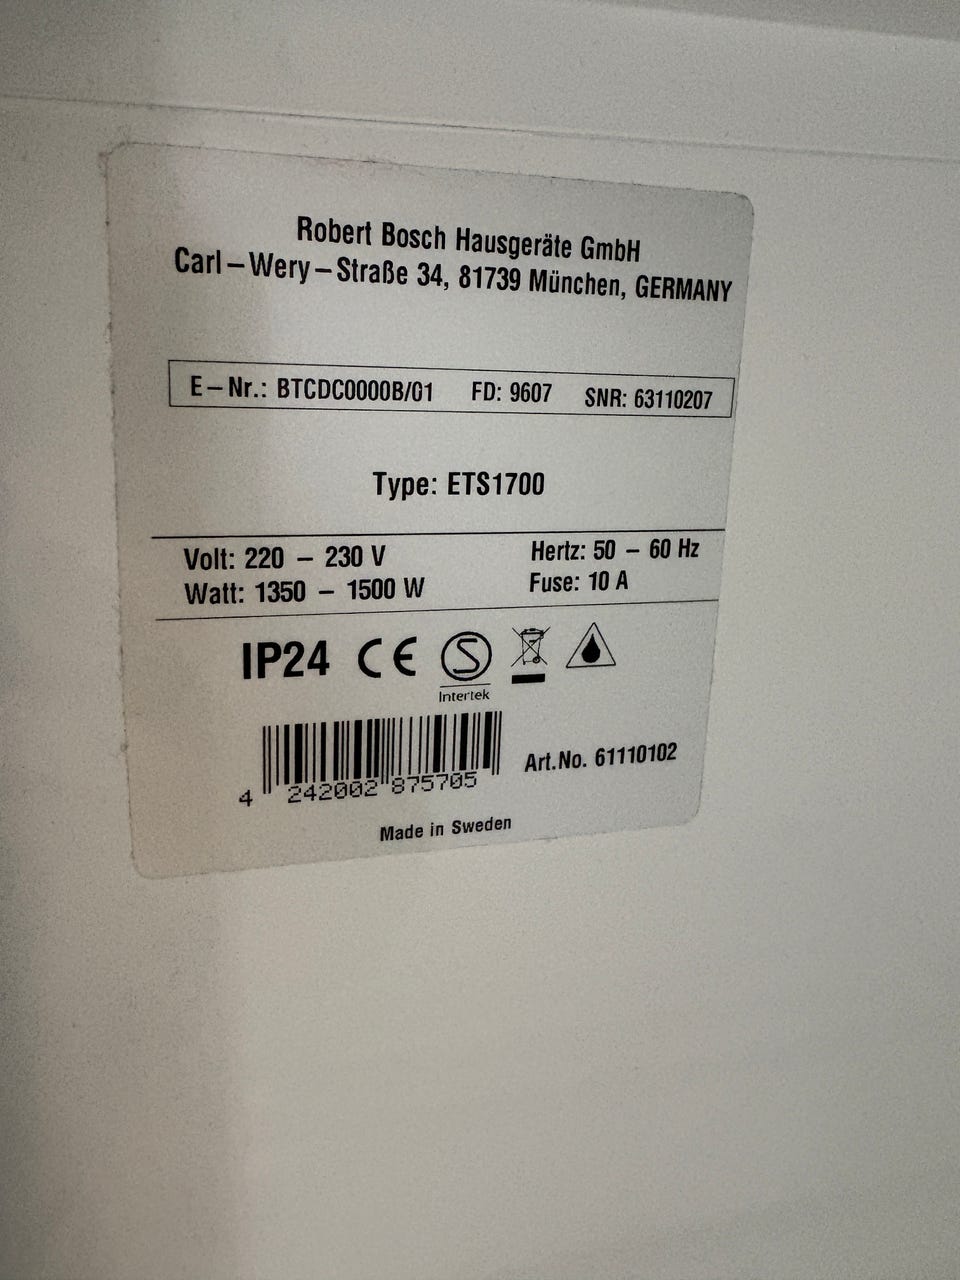 Robert Bosch Hausgeräte GmbH
Carl–Wery–Straße 34, 81739 München, GERMANY
E–Nr.: BTCDC0000B/01 FD: 9607 SNR: 63110207
Type: ETS1700
Volt: 220 – 230 V Hertz: 50 – 60 Hz
Watt: 1350 – 1500 W Fuse: 10 A
IP24 CE S
Intertek
4 242002 875705 Art.No. 61110102
Made in Sweden